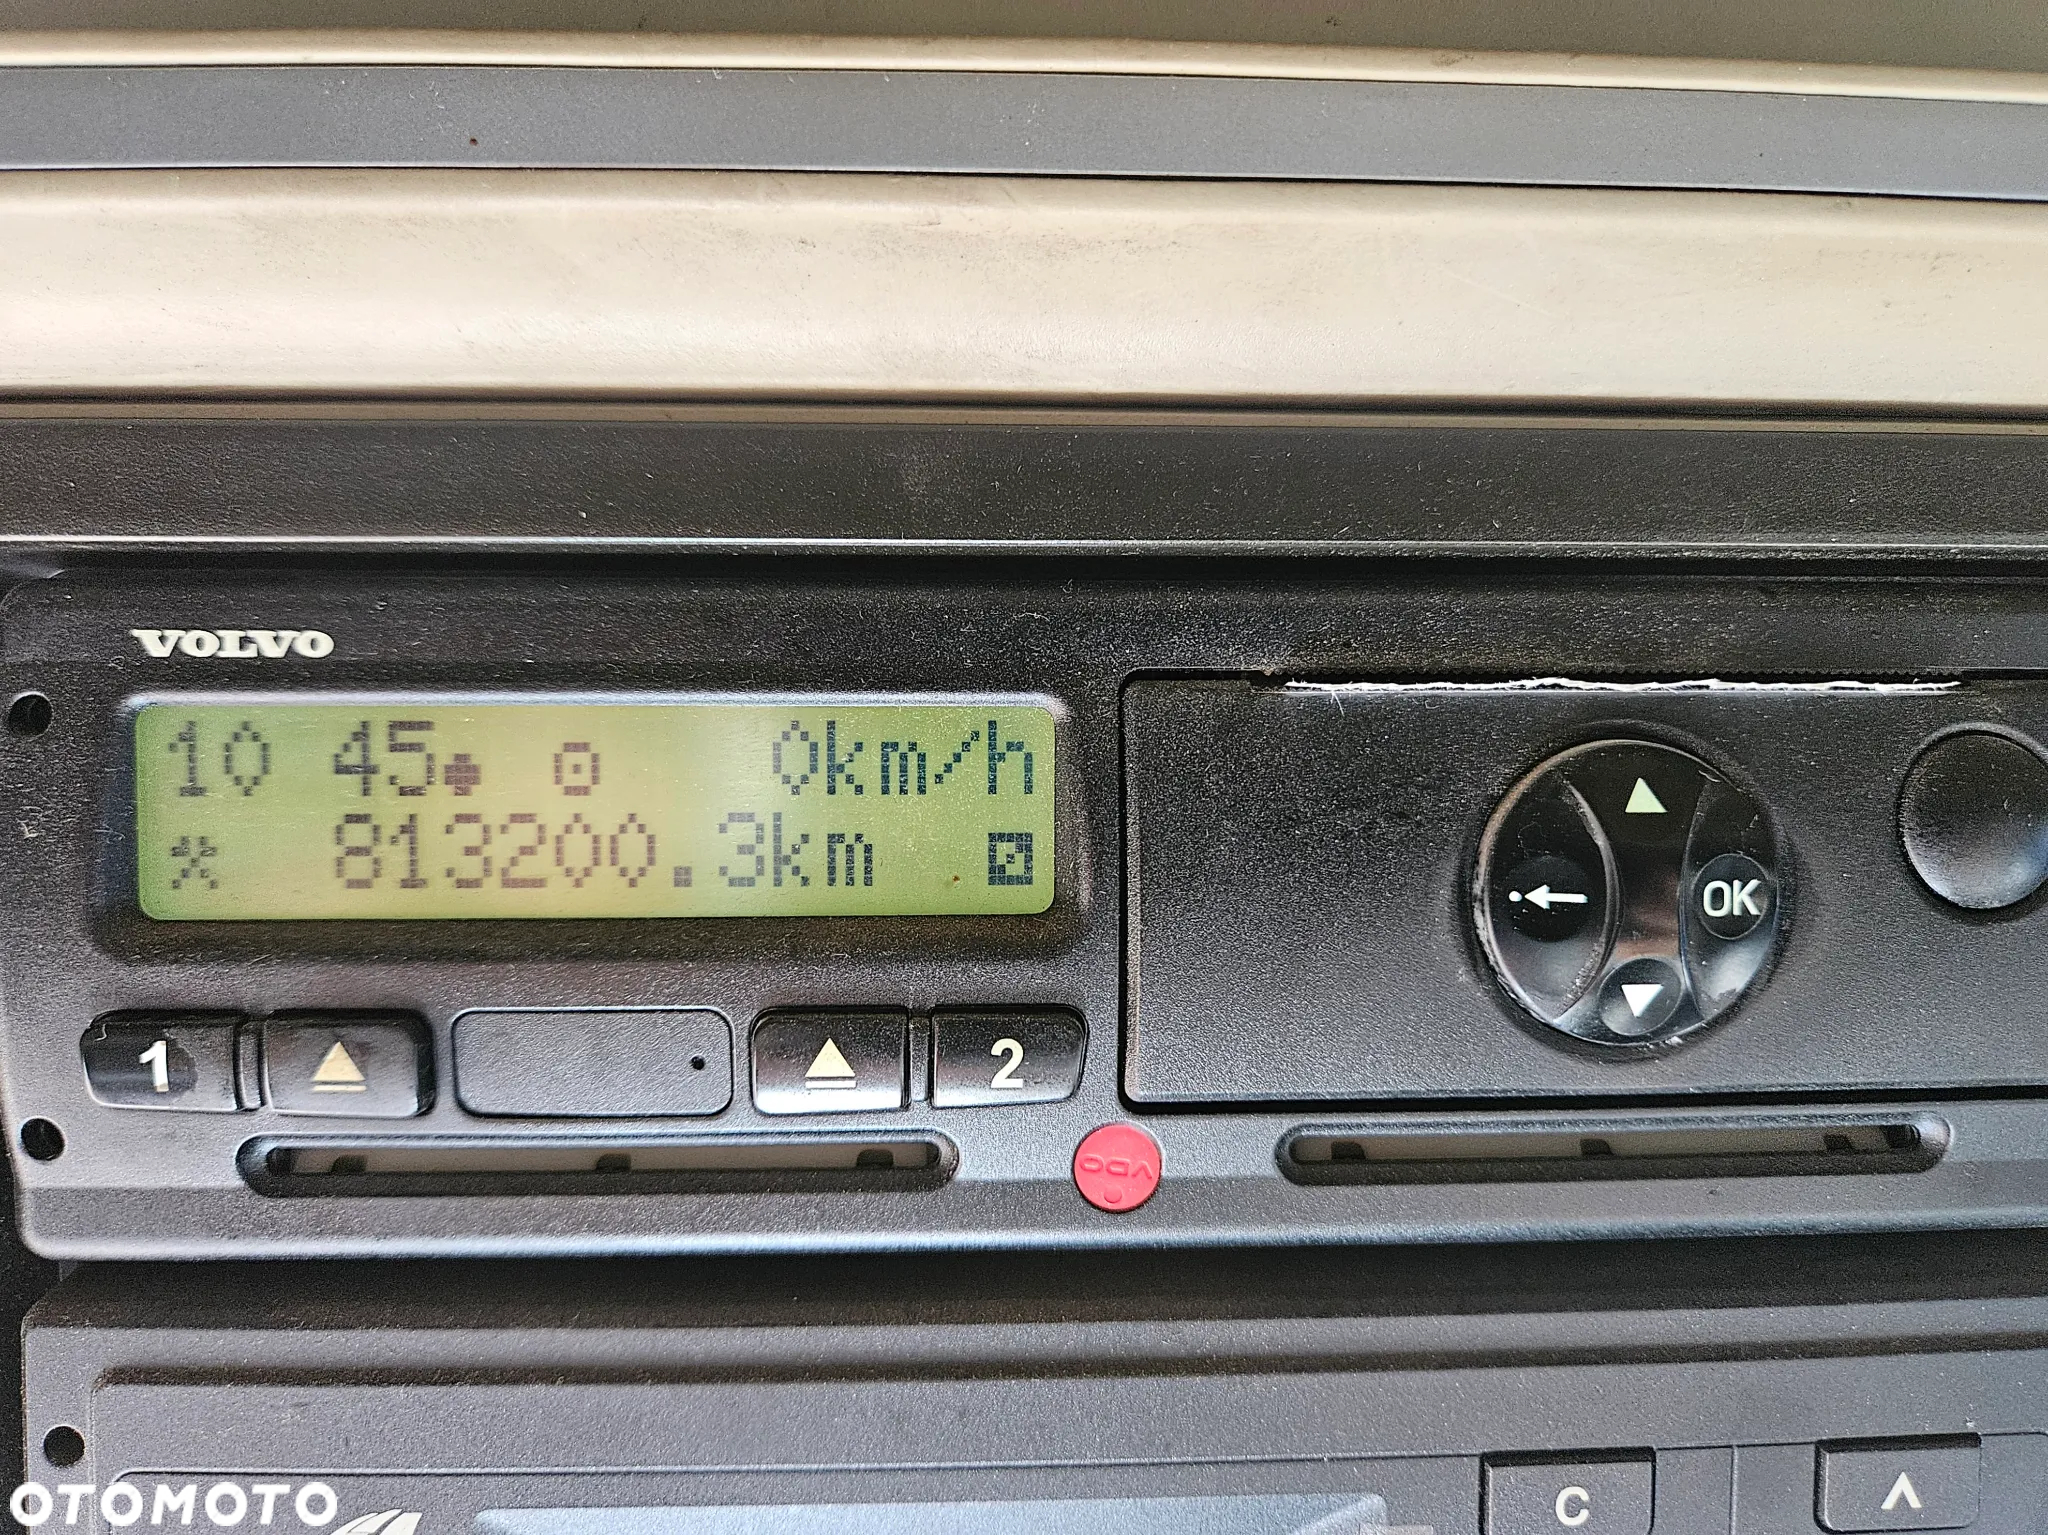 VOLVO
10 45 0km/h
813200.3km
1 2
OK
VDO
C
OTOMOTO